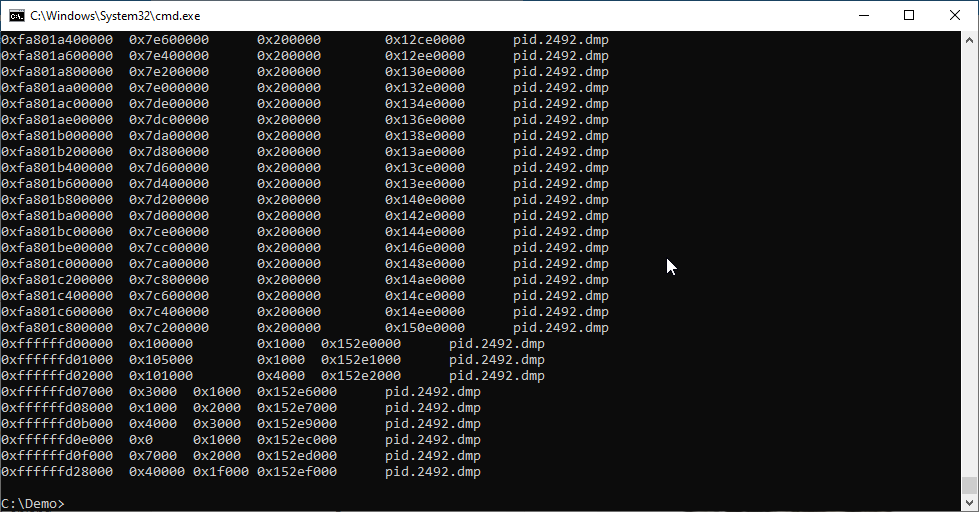 C:\Windows\System32\cmd.exe
0xfa801a400000 0x7e600000 0x200000 0x12ce0000 pid.2492.dmp
0xfa801a600000 0x7e400000 0x200000 0x12ee0000 pid.2492.dmp
0xfa801a800000 0x7e200000 0x200000 0x130e0000 pid.2492.dmp
0xfa801aa00000 0x7e000000 0x200000 0x132e0000 pid.2492.dmp
0xfa801ac00000 0x7de00000 0x200000 0x134e0000 pid.2492.dmp
0xfa801ae00000 0x7dc00000 0x200000 0x136e0000 pid.2492.dmp
0xfa801b000000 0x7da00000 0x200000 0x138e0000 pid.2492.dmp
0xfa801b200000 0x7d800000 0x200000 0x13ae0000 pid.2492.dmp
0xfa801b400000 0x7d600000 0x200000 0x13ce0000 pid.2492.dmp
0xfa801b600000 0x7d400000 0x200000 0x13ee0000 pid.2492.dmp
0xfa801b800000 0x7d200000 0x200000 0x140e0000 pid.2492.dmp
0xfa801ba00000 0x7d000000 0x200000 0x142e0000 pid.2492.dmp
0xfa801bc00000 0x7ce00000 0x200000 0x144e0000 pid.2492.dmp
0xfa801be00000 0x7cc00000 0x200000 0x146e0000 pid.2492.dmp
0xfa801c000000 0x7ca00000 0x200000 0x148e0000 pid.2492.dmp
0xfa801c200000 0x7c800000 0x200000 0x14ae0000 pid.2492.dmp
0xfa801c400000 0x7c600000 0x200000 0x14ce0000 pid.2492.dmp
0xfa801c600000 0x7c400000 0x200000 0x14ee0000 pid.2492.dmp
0xfa801c800000 0x7c200000 0x200000 0x150e0000 pid.2492.dmp
0xffffffd00000 0x100000 0x1000 0x152e0000 pid.2492.dmp
0xffffffd01000 0x105000 0x1000 0x152e1000 pid.2492.dmp
0xffffffd02000 0x101000 0x4000 0x152e2000 pid.2492.dmp
0xffffffd07000 0x3000 0x1000 0x152e6000 pid.2492.dmp
0xffffffd08000 0x1000 0x2000 0x152e7000 pid.2492.dmp
0xffffffd0b000 0x4000 0x3000 0x152e9000 pid.2492.dmp
0xffffffd0e000 0x0 0x1000 0x152ec000 pid.2492.dmp
0xffffffd0f000 0x7000 0x2000 0x152ed000 pid.2492.dmp
0xffffffd28000 0x40000 0x1f000 0x152ef000 pid.2492.dmp
C:\Demo>